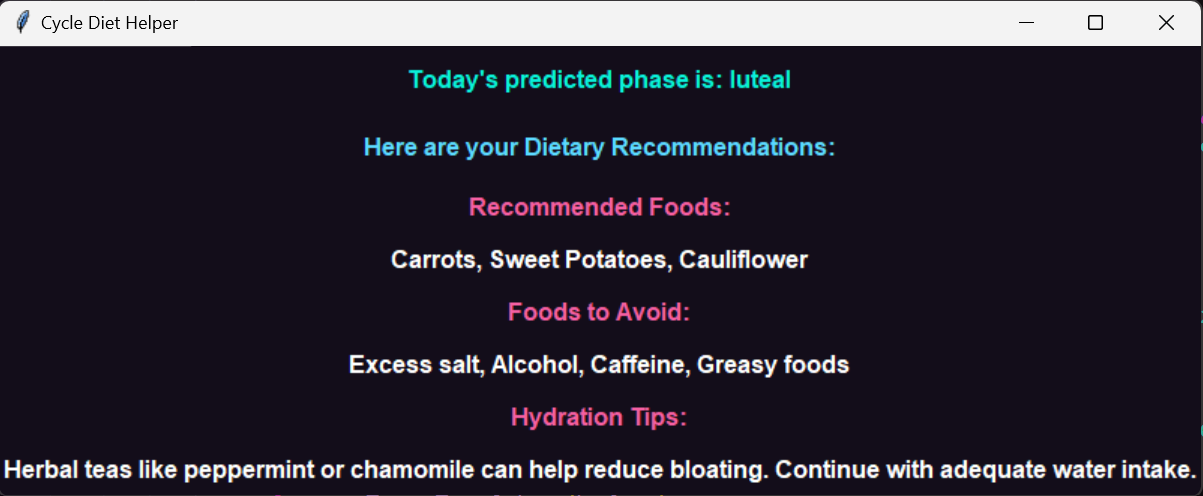 Cycle Diet Helper
Today's predicted phase is: luteal
Here are your Dietary Recommendations:
Recommended Foods:
Carrots, Sweet Potatoes, Cauliflower
Foods to Avoid:
Excess salt, Alcohol, Caffeine, Greasy foods
Hydration Tips:
Herbal teas like peppermint or chamomile can help reduce bloating. Continue with adequate water intake.